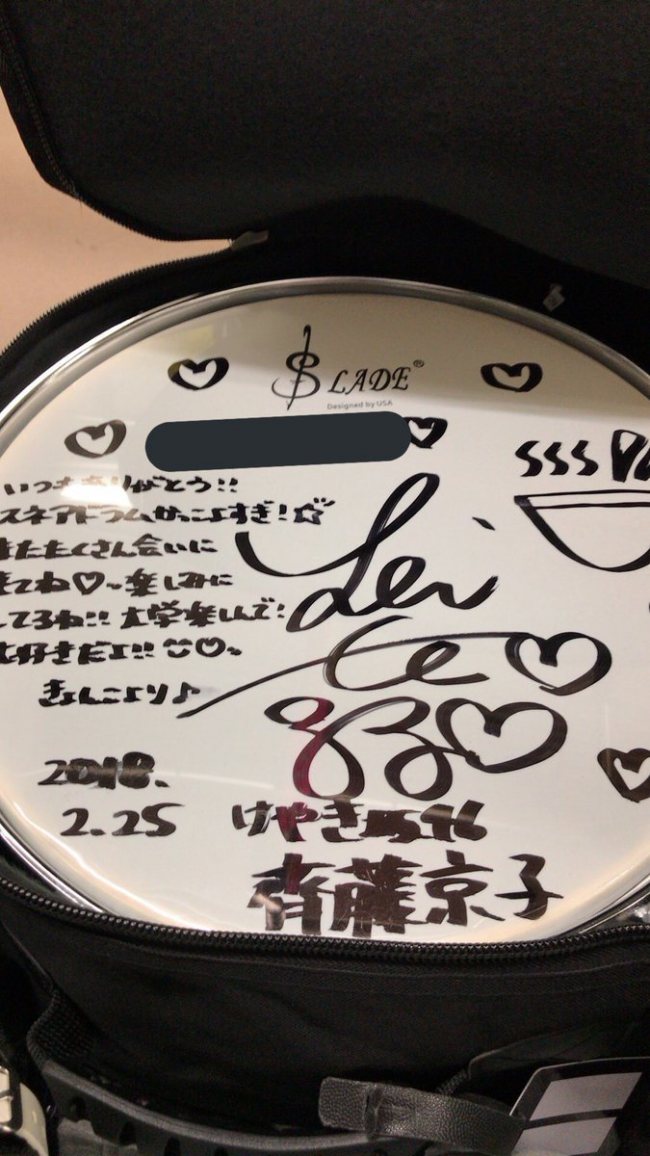 BLADE®
Designed by USA
いつもありがとう!!
スネアドラムかっこよすぎ!☆
またたくさん会いに
来てね♡~楽しみに
してるね!! 大学楽しんで!
大好きだよ!!
きょんこより♪
2018.
2.25
けやき坂46
斉藤京子